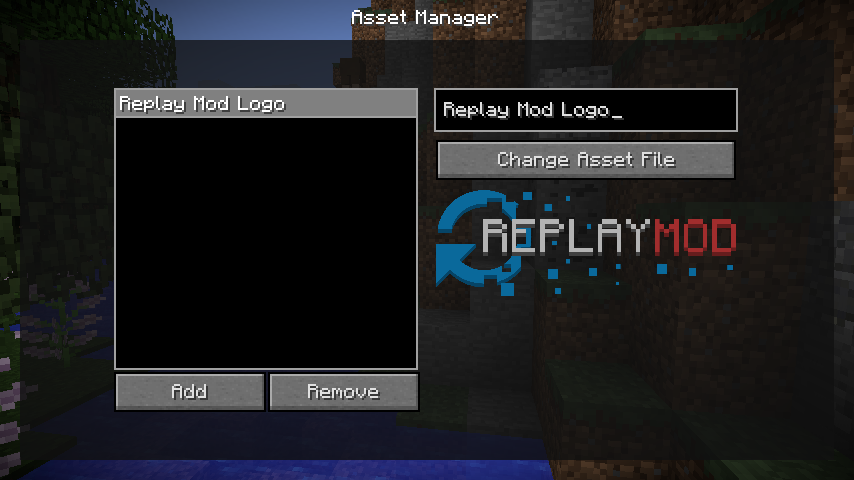 Asset Manager
Replay Mod Logo
Replay Mod Logo_
Change Asset File
REPLAYMOD
Add
Remove